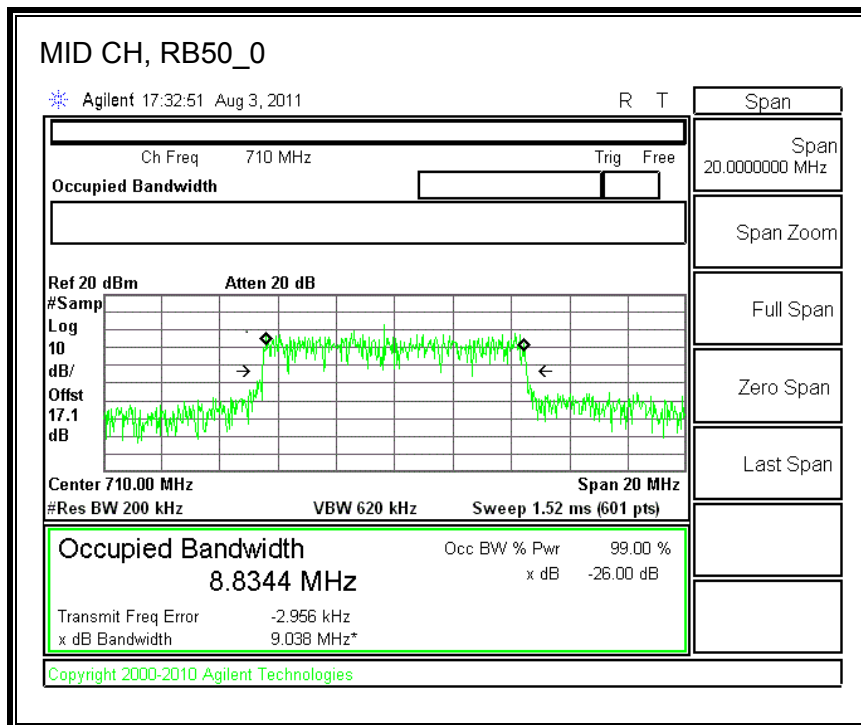 MID CH, RB50_0
Agilent 17:32:51 Aug 3, 2011 R T
Ch Freq 710 MHz Trig Free
Occupied Bandwidth
Ref 20 dBm Atten 20 dB
#Samp
Log
10
dB/
Offst
17.1
dB
Center 710.00 MHz Span 20 MHz
#Res BW 200 kHz VBW 620 kHz Sweep 1.52 ms (601 pts)
Occupied Bandwidth Occ BW % Pwr 99.00 %
8.8344 MHz x dB -26.00 dB
Transmit Freq Error -2.956 kHz
x dB Bandwidth 9.038 MHz*
Copyright 2000-2010 Agilent Technologies
Span
Span
20.0000000 MHz
Span Zoom
Full Span
Zero Span
Last Span